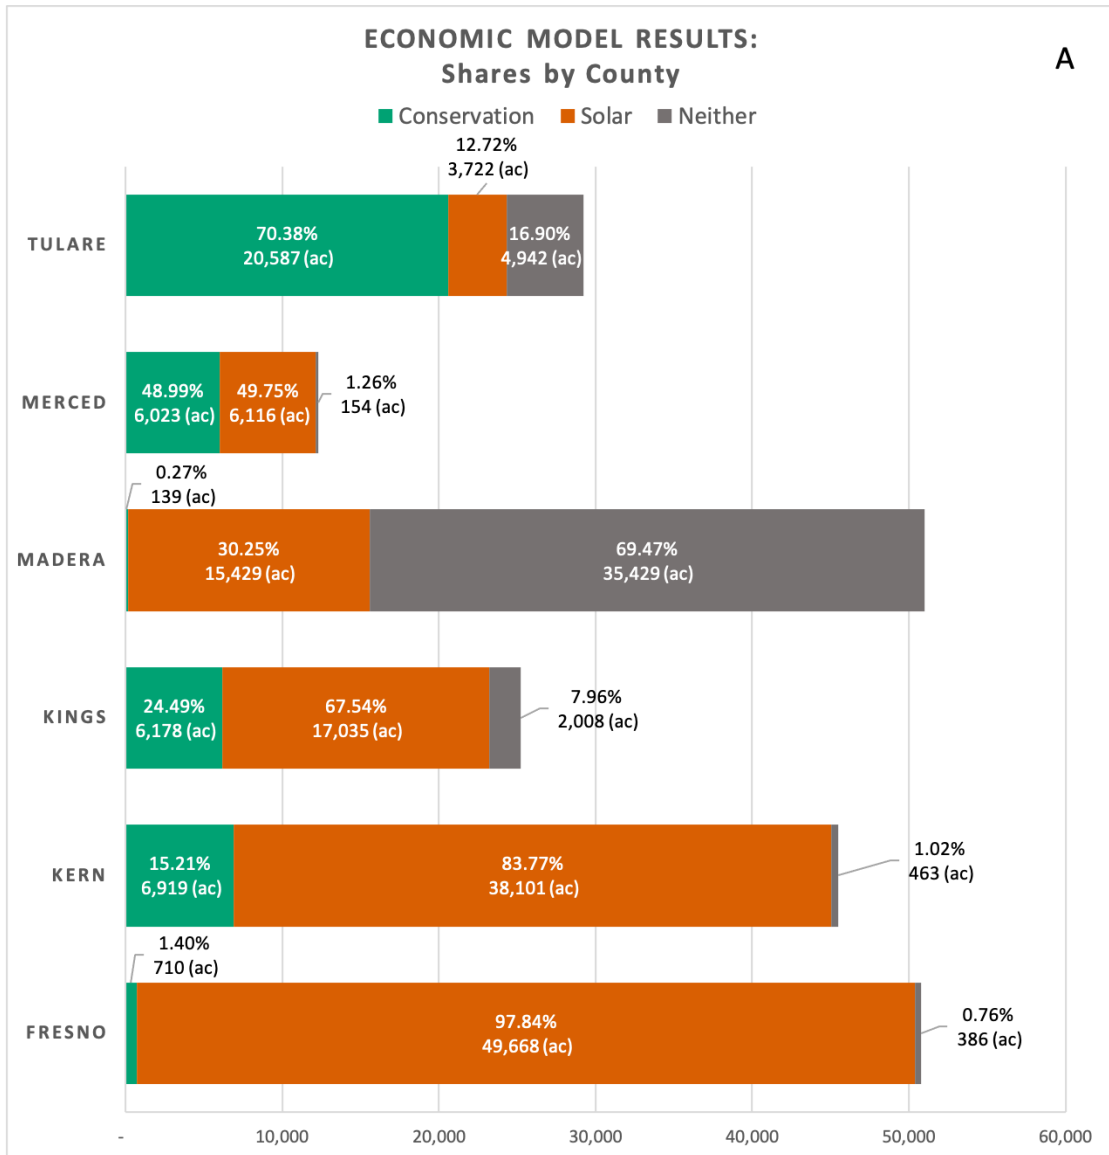 ECONOMIC MODEL RESULTS:
Shares by County
A
Conservation Solar Neither
12.72%
3,722 (ac)
TULARE
70.38%
20,587 (ac)
16.90%
4,942 (ac)
MERCED
48.99%
6,023 (ac)
49.75%
6,116 (ac)
1.26%
154 (ac)
0.27%
139 (ac)
MADERA
30.25%
15,429 (ac)
69.47%
35,429 (ac)
KINGS
24.49%
6,178 (ac)
67.54%
17,035 (ac)
7.96%
2,008 (ac)
KERN
15.21%
6,919 (ac)
83.77%
38,101 (ac)
1.02%
463 (ac)
1.40%
710 (ac)
FRESNO
97.84%
49,668 (ac)
0.76%
386 (ac)
- 10,000 20,000 30,000 40,000 50,000 60,000